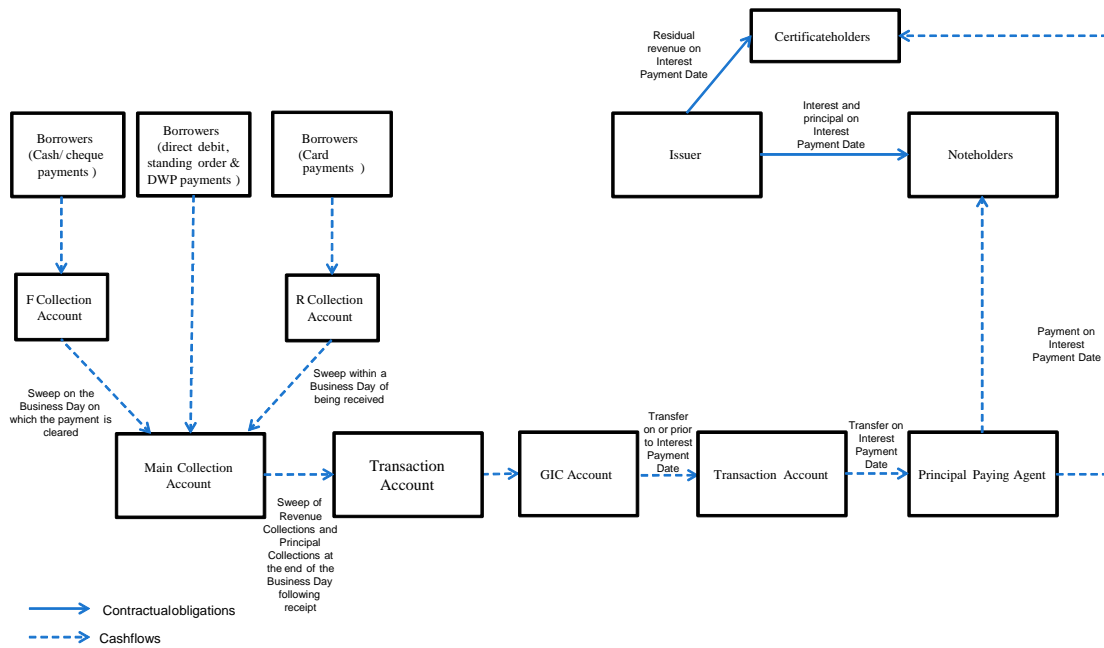 Residual
revenue on
Interest
Payment Date
Certificateholders
Borrowers
(Cash/ cheque
payments )
Borrowers
(direct debit,
standing order &
DWP payments )
Borrowers
(Card
payments )
Issuer
Interest and
principal on
Interest
Payment Date
Noteholders
F Collection
Account
R Collection
Account
Payment on
Interest
Payment Date
Sweep on the
Business Day on
which the payment is
cleared
Sweep within a
Business Day of
being received
Main Collection
Account
Transaction
Account
GIC Account
Transfer
on or prior
to Interest
Payment
Date
Transaction Account
Transfer on
Interest
Payment
Date
Principal Paying Agent
Sweep of
Revenue
Collections and
Principal
Collections at
the end of the
Business Day
following
receipt
Contractualobligations
Cashflows